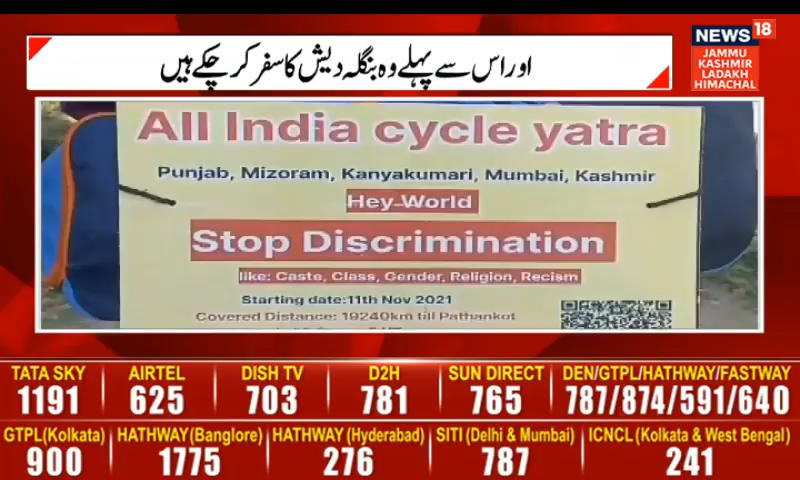 اور اس سے پہلے وہ بنگلہ دیش کا سفر کر چکے ہیں
NEWS 18
JAMMU
KASHMIR
LADAKH
HIMACHAL
All India cycle yatra
Punjab, Mizoram, Kanyakumari, Mumbai, Kashmir
Hey World
Stop Discrimination
like: Caste, Class, Gender, Religion, Recism
Starting date:11th Nov 2021
Covered Distance: 19240km till Pathankot
TATA SKY AIRTEL DISH TV D2H SUN DIRECT DEN/GTPL/HATHWAY/FASTWAY
1191 625 703 781 765 787/874/591/640
GTPL(Kolkata) HATHWAY(Banglore) HATHWAY(Hyderabad) SITI (Delhi & Mumbai) ICNCL (Kolkata & West Bengal)
900 1775 276 787 241